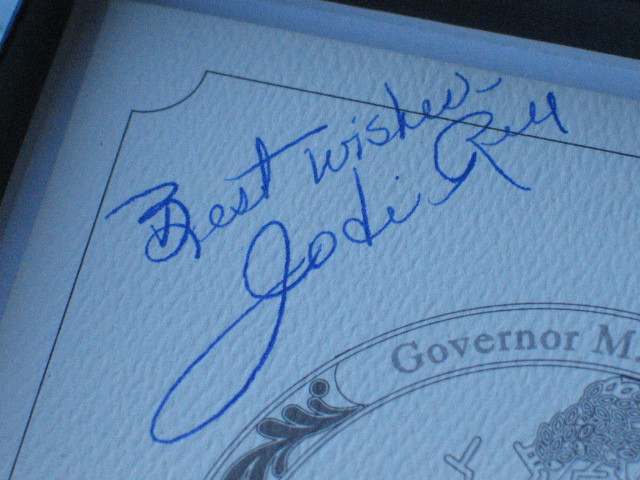 Best wishes-
Jodi Rell
Governor M.